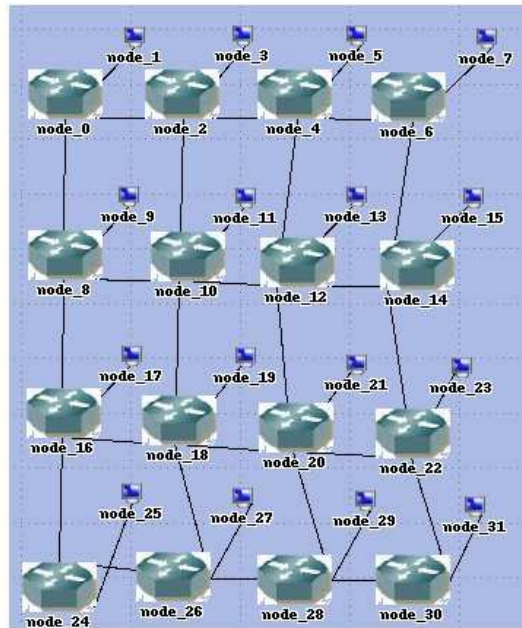 node_1 node_3 node_5 node_7
node_0 node_2 node_4 node_6
node_9 node_11 node_13 node_15
node_8 node_10 node_12 node_14
node_17 node_19 node_21 node_23
node_16 node_18 node_20 node_22
node_25 node_27 node_29 node_31
node_24 node_26 node_28 node_30